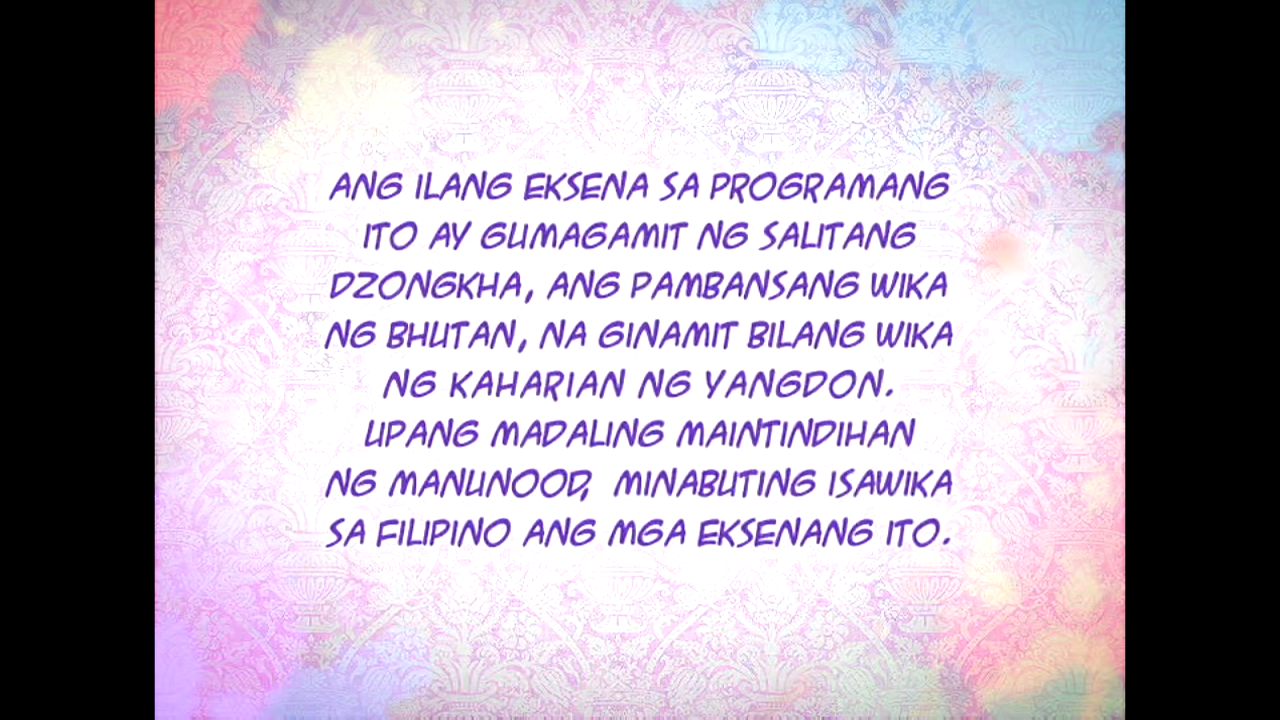 ANG ILANG EKSENA SA PROGRAMANG
ITO AY GUMAGAMIT NG SALITANG
DZONGKHA, ANG PAMBANSANG WIKA
NG BHUTAN, NA GINAMIT BILANG WIKA
NG KAHARIAN NG YANGDON.
UPANG MADALING MAINTINDIHAN
NG MANUNOOD, MINABUTING ISAWIKA
SA FILIPINO ANG MGA EKSENANG ITO.